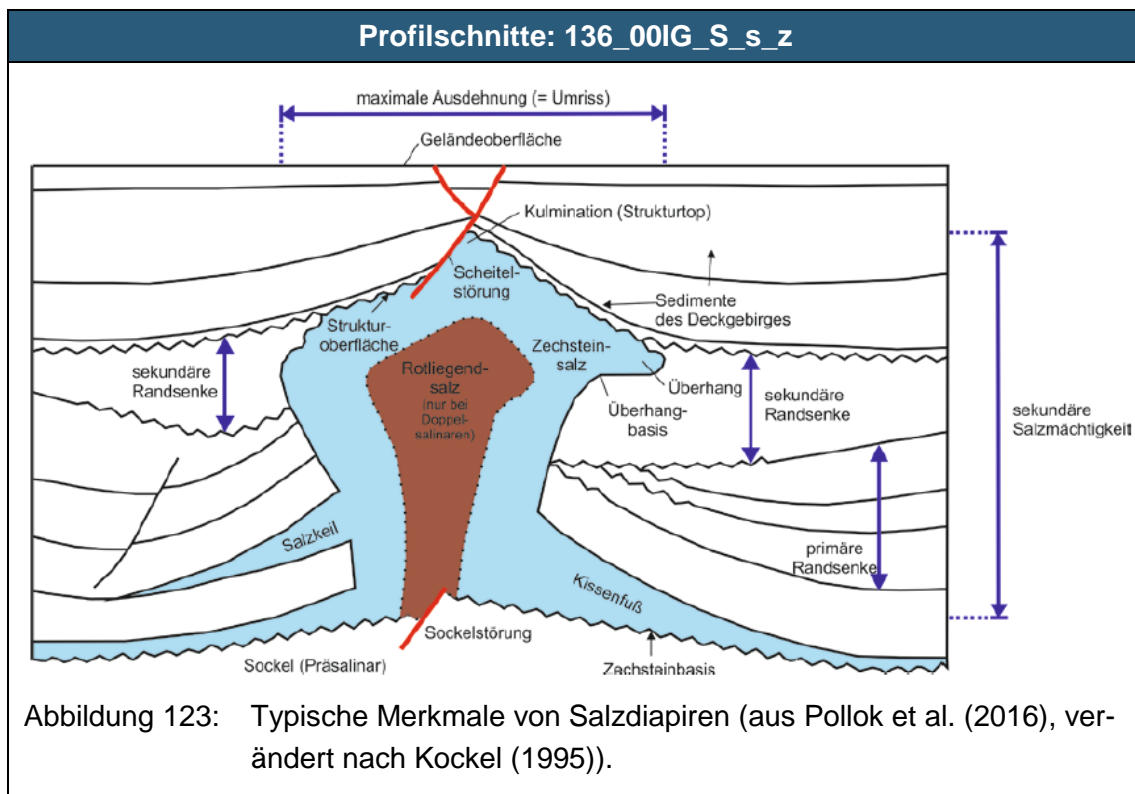 Profilschnitte: 136_00IG_S_s_z
maximale Ausdehnung (= Umriss)
Geländeoberfläche
Kulmination (Strukturtop)
Scheitel-
störung
Sedimente
des Deckgebirges
Struktur-
oberfläche
Zechstein-
salz
sekundäre
Randsenke
Rotliegend-
salz
(nur bei
Doppel-
salinaren)
Überhang
Überhang-
basis
sekundäre
Randsenke
sekundäre
Salzmächtigkeit
Salzkeil
primäre
Randsenke
Kissenfuß
Sockelstörung
Sockel (Präsalinar)
Zechsteinbasis
Abbildung 123: Typische Merkmale von Salzdiapiren (aus Pollok et al. (2016), ver-
ändert nach Kockel (1995)).